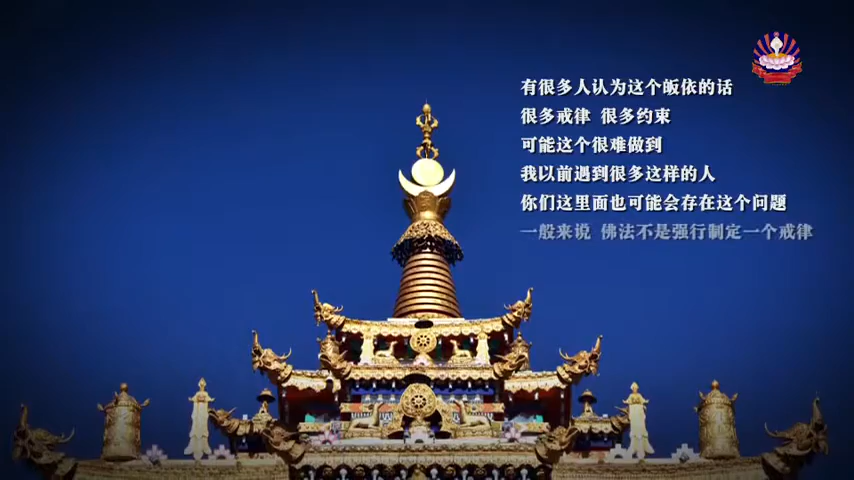 有很多人认为这个皈依的话
很多戒律 很多约束
可能这个很难做到
我以前遇到很多这样的人
你们这里面也可能会存在这个问题
一般来说 佛法不是强行制定一个戒律